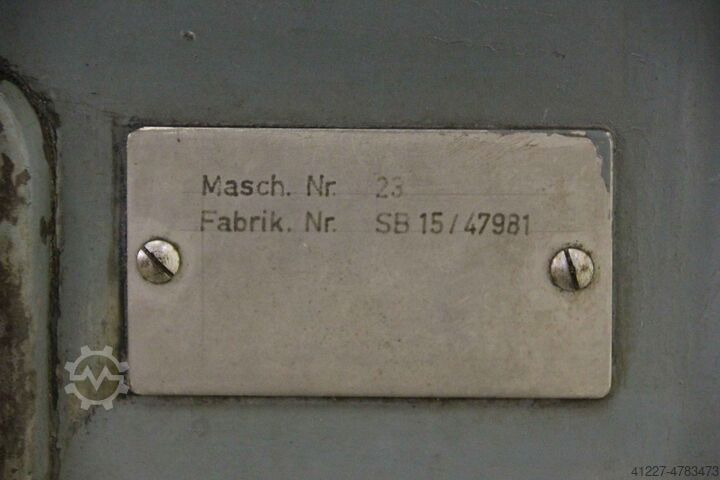 Masch. Nr. 23
Fabrik. Nr. SB 15 / 47981
41227-4783473